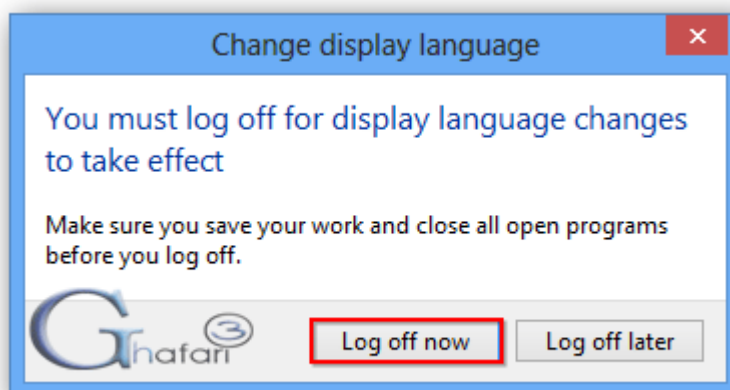 Change display language
You must log off for display language changes
to take effect
Make sure you save your work and close all open programs
before you log off.
Ghafari 3
Log off now
Log off later